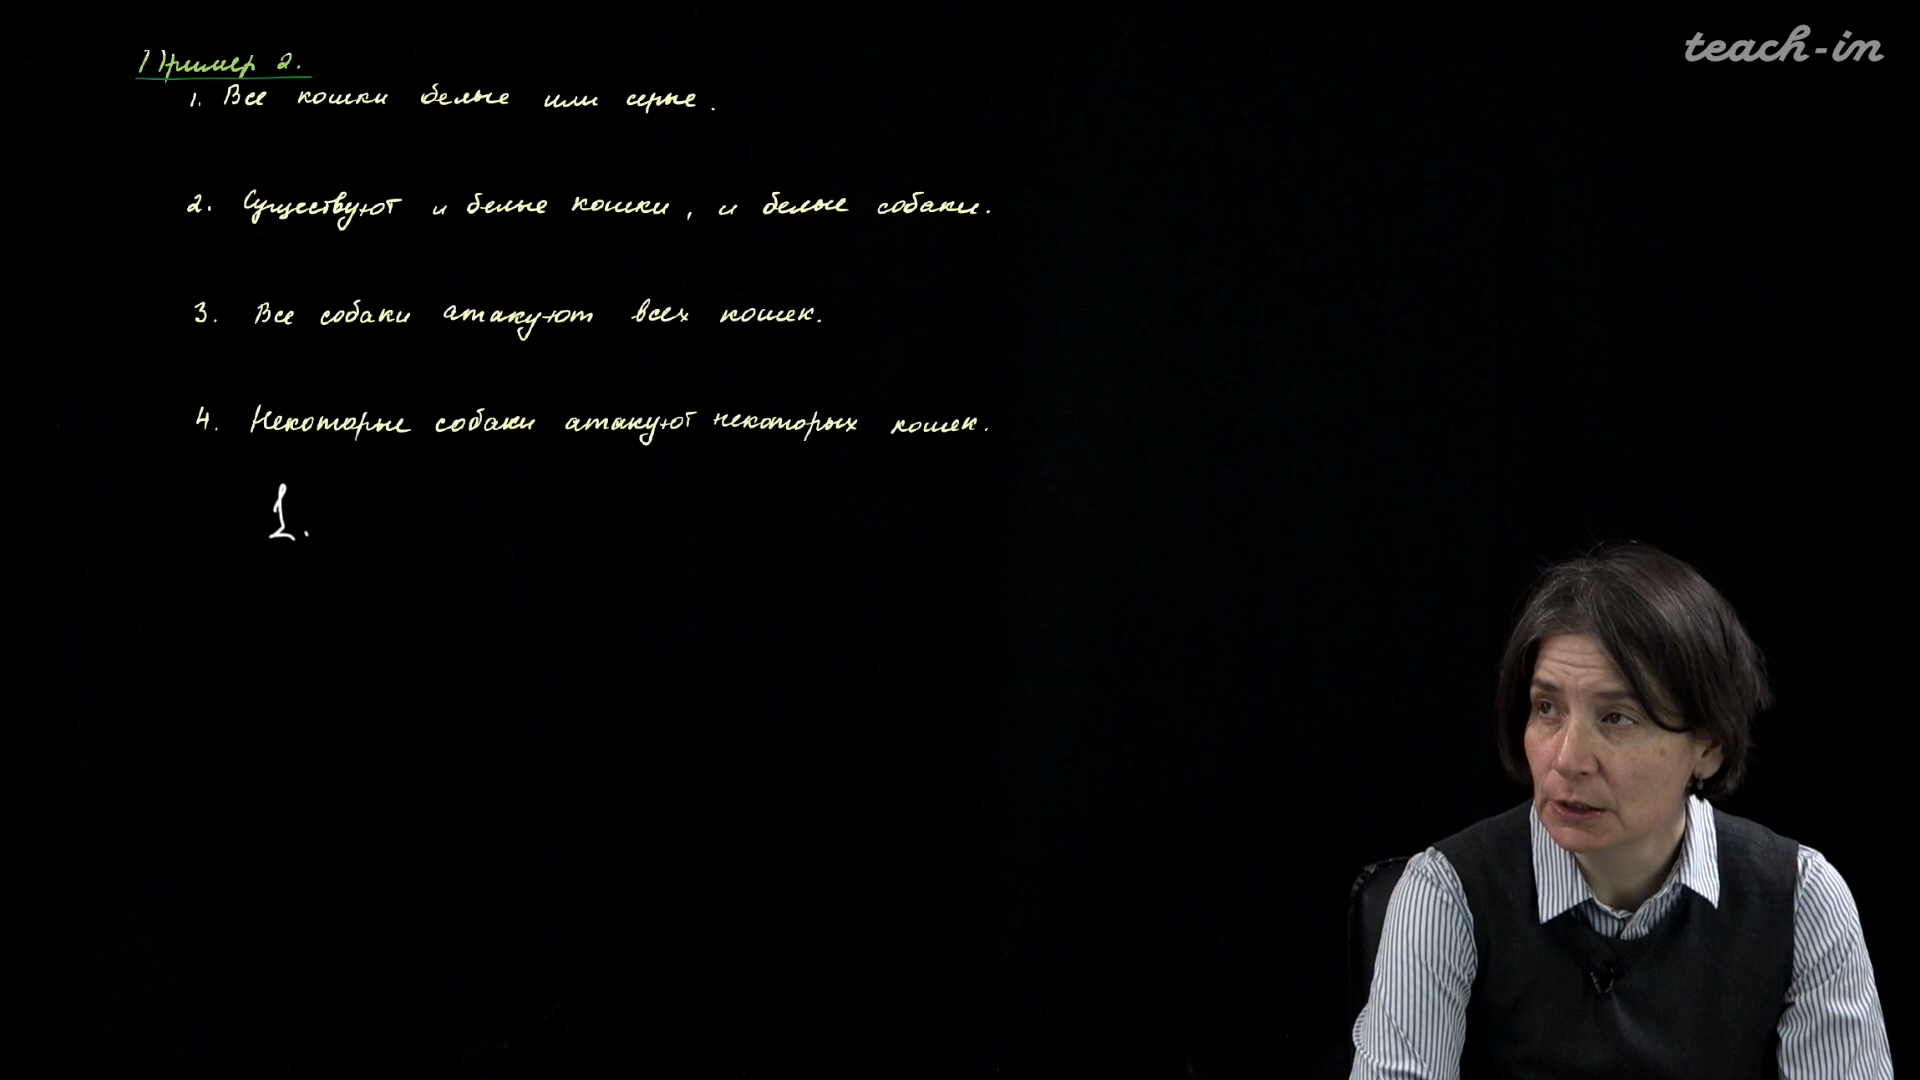 teach-in
Пример 2.
1. Все кошки белые или серые.
2. Существуют и белые кошки, и белые собаки.
3. Все собаки атакуют всех кошек.
4. Некоторые собаки атакуют некоторых кошек.
1.